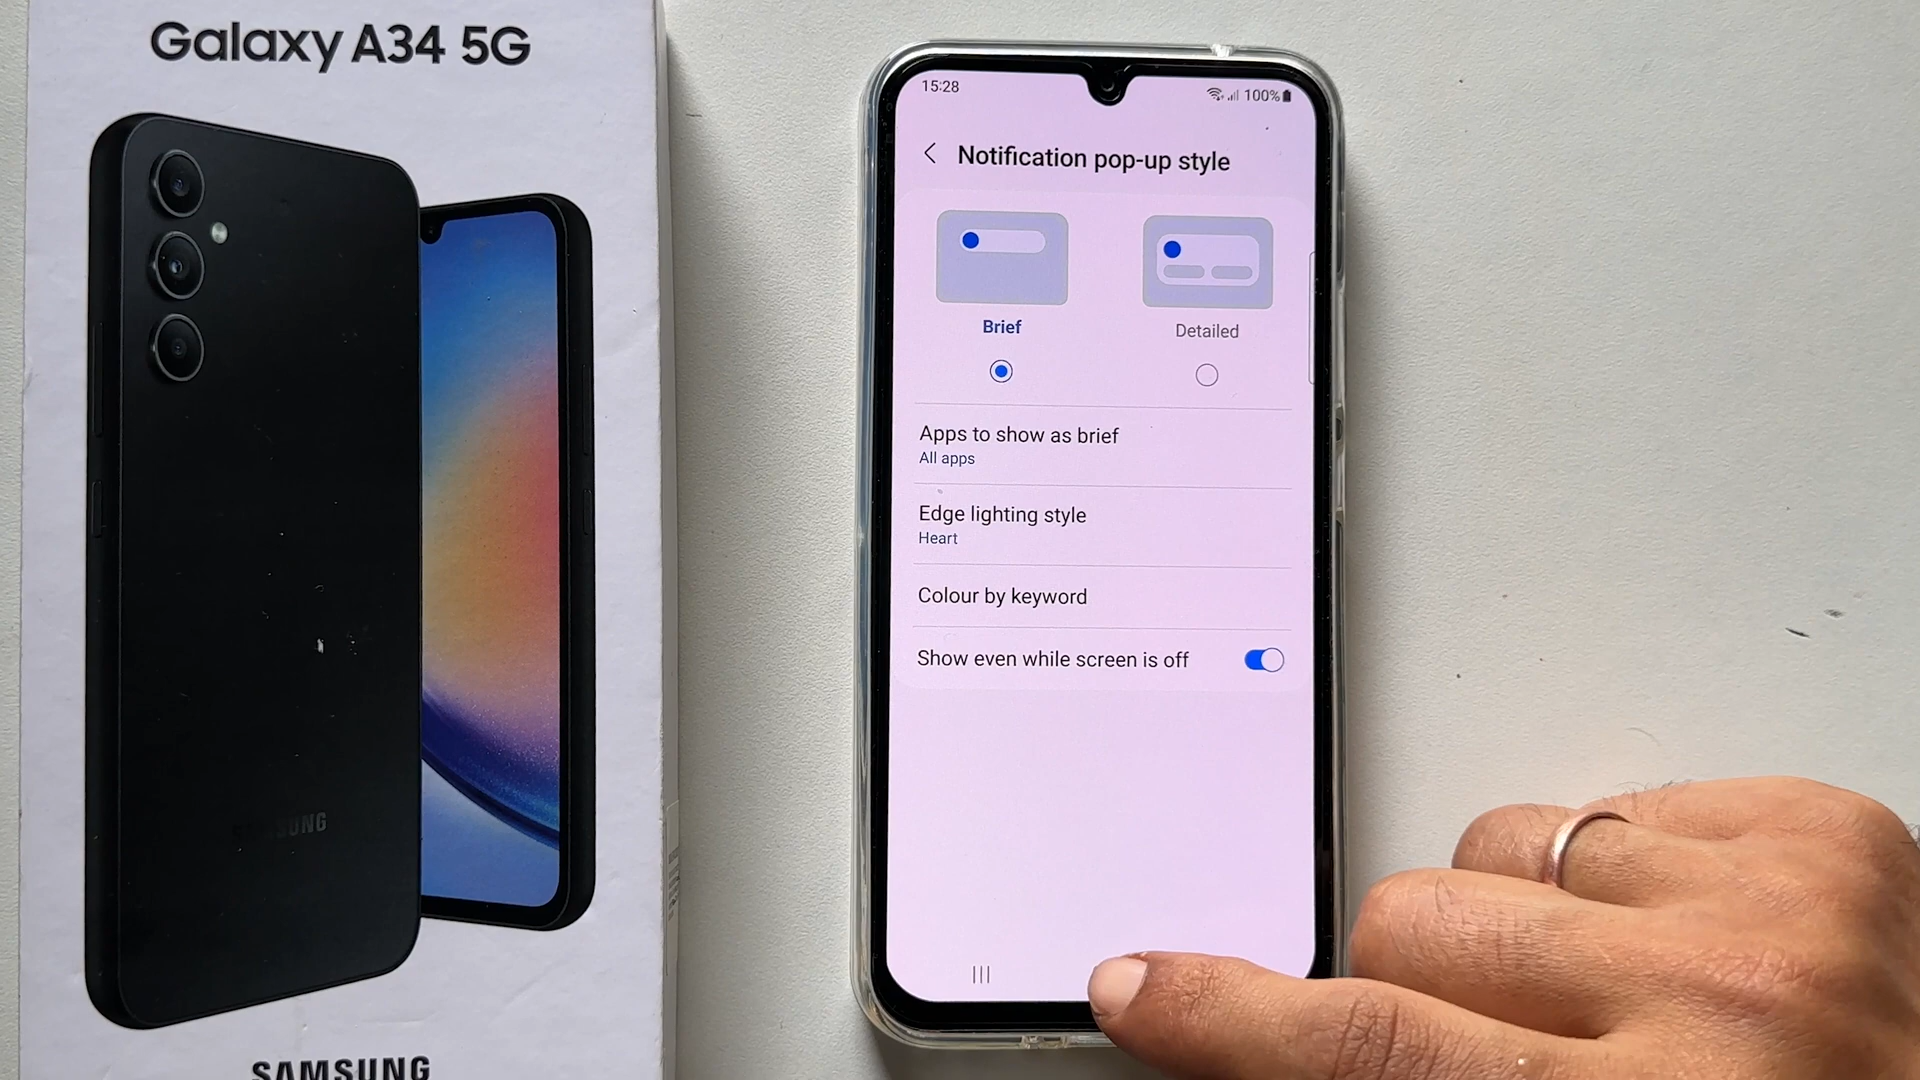 Galaxy A34 5G
SAMSUNG
SAMSUNG
15:28
100%
Notification pop-up style
Brief
Detailed
Apps to show as brief
All apps
Edge lighting style
Heart
Colour by keyword
Show even while screen is off